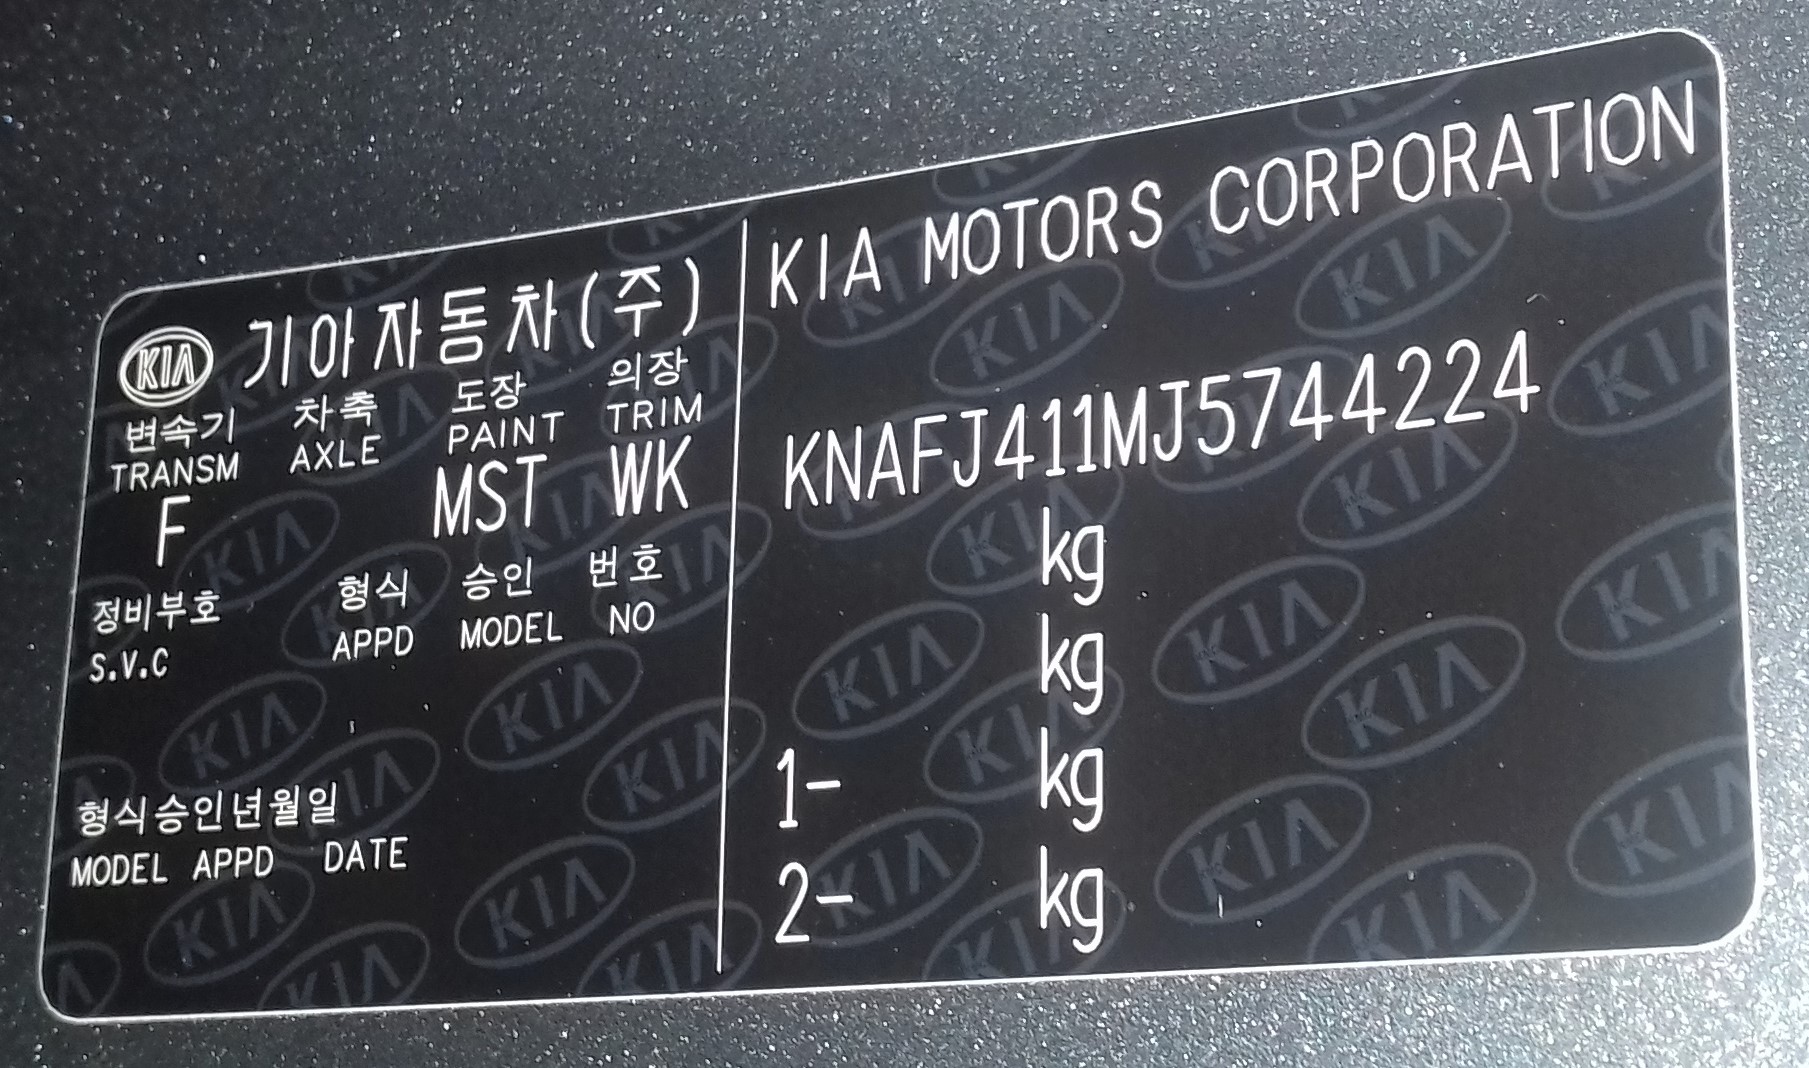 KIA 기아자동차(주)
변속기 차축 도장 의장
TRANSM AXLE PAINT TRIM
F MST WK
정비부호 형식 승인 번호
S.V.C APPD MODEL NO
형식승인년월일
MODEL APPD DATE
KIA MOTORS CORPORATION
KNAFJ411MJ5744224
kg
kg
1- kg
2- kg